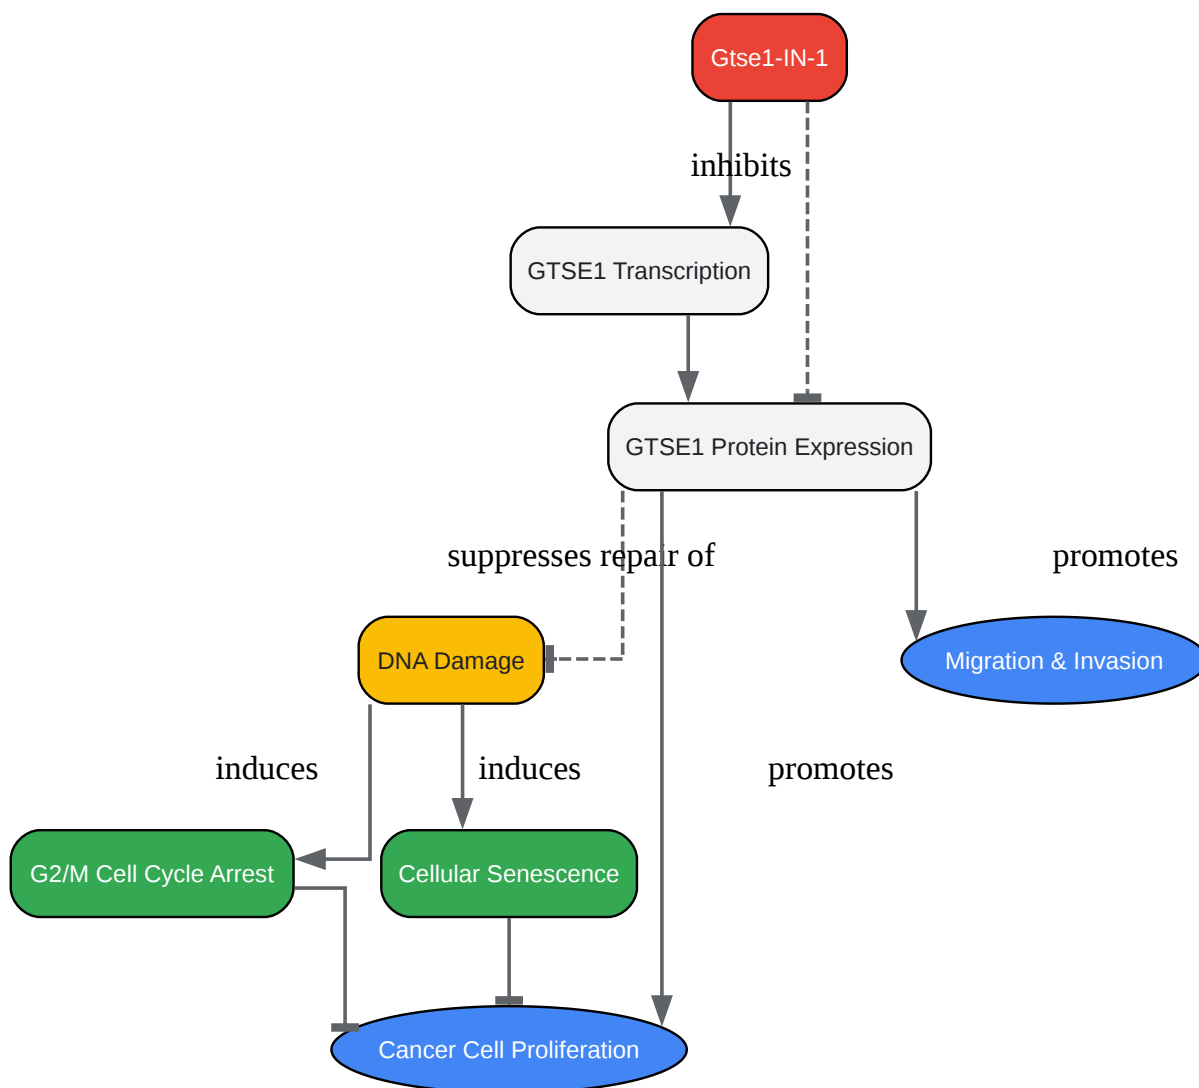 Gtse1-IN-1
inhibits
GTSE1 Transcription
GTSE1 Protein Expression
suppresses repair of
promotes
DNA Damage
Migration & Invasion
induces
induces
promotes
G2/M Cell Cycle Arrest
Cellular Senescence
Cancer Cell Proliferation